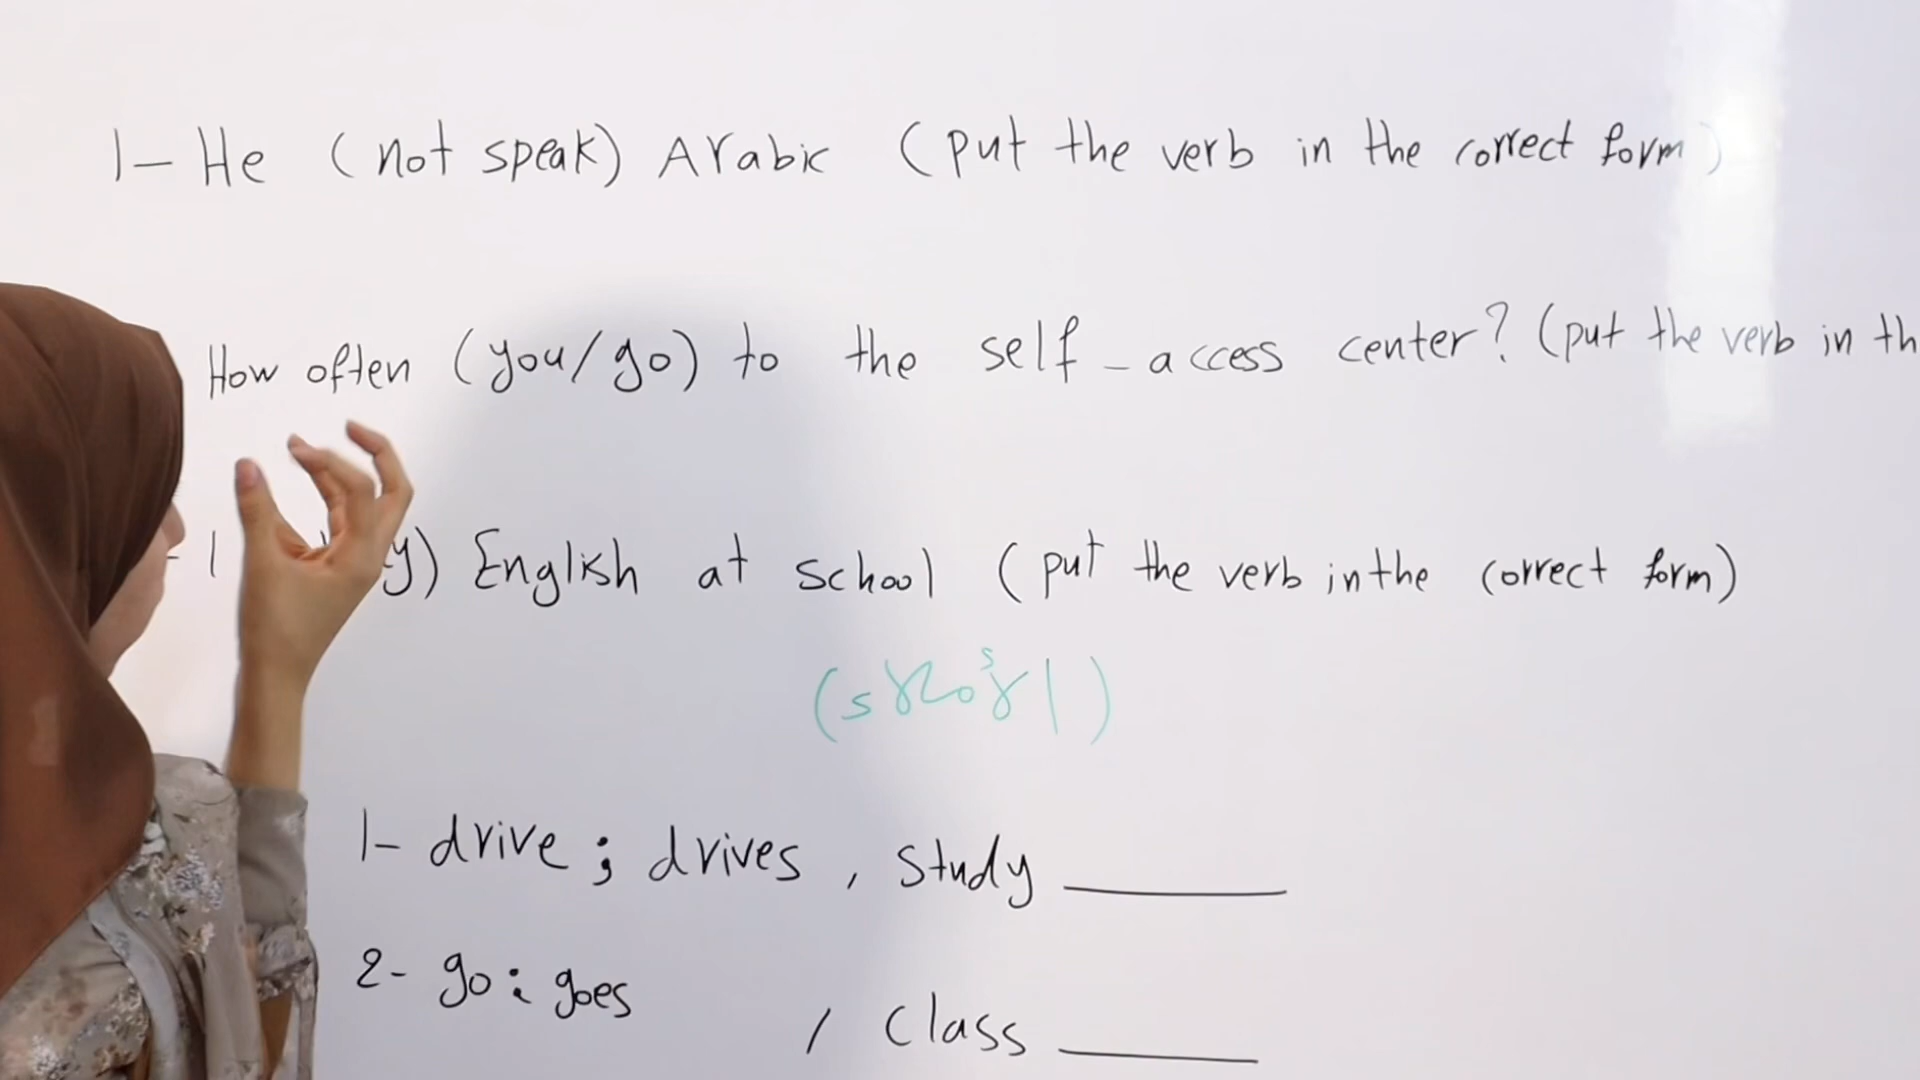 1- He (not speak) Arabic (put the verb in the correct form)
How often (you/go) to the self-access center? (put the verb in th
- I y) English at school (put the verb in the correct form)
1- drive ; drives , study ______
2- go : goes / class ______